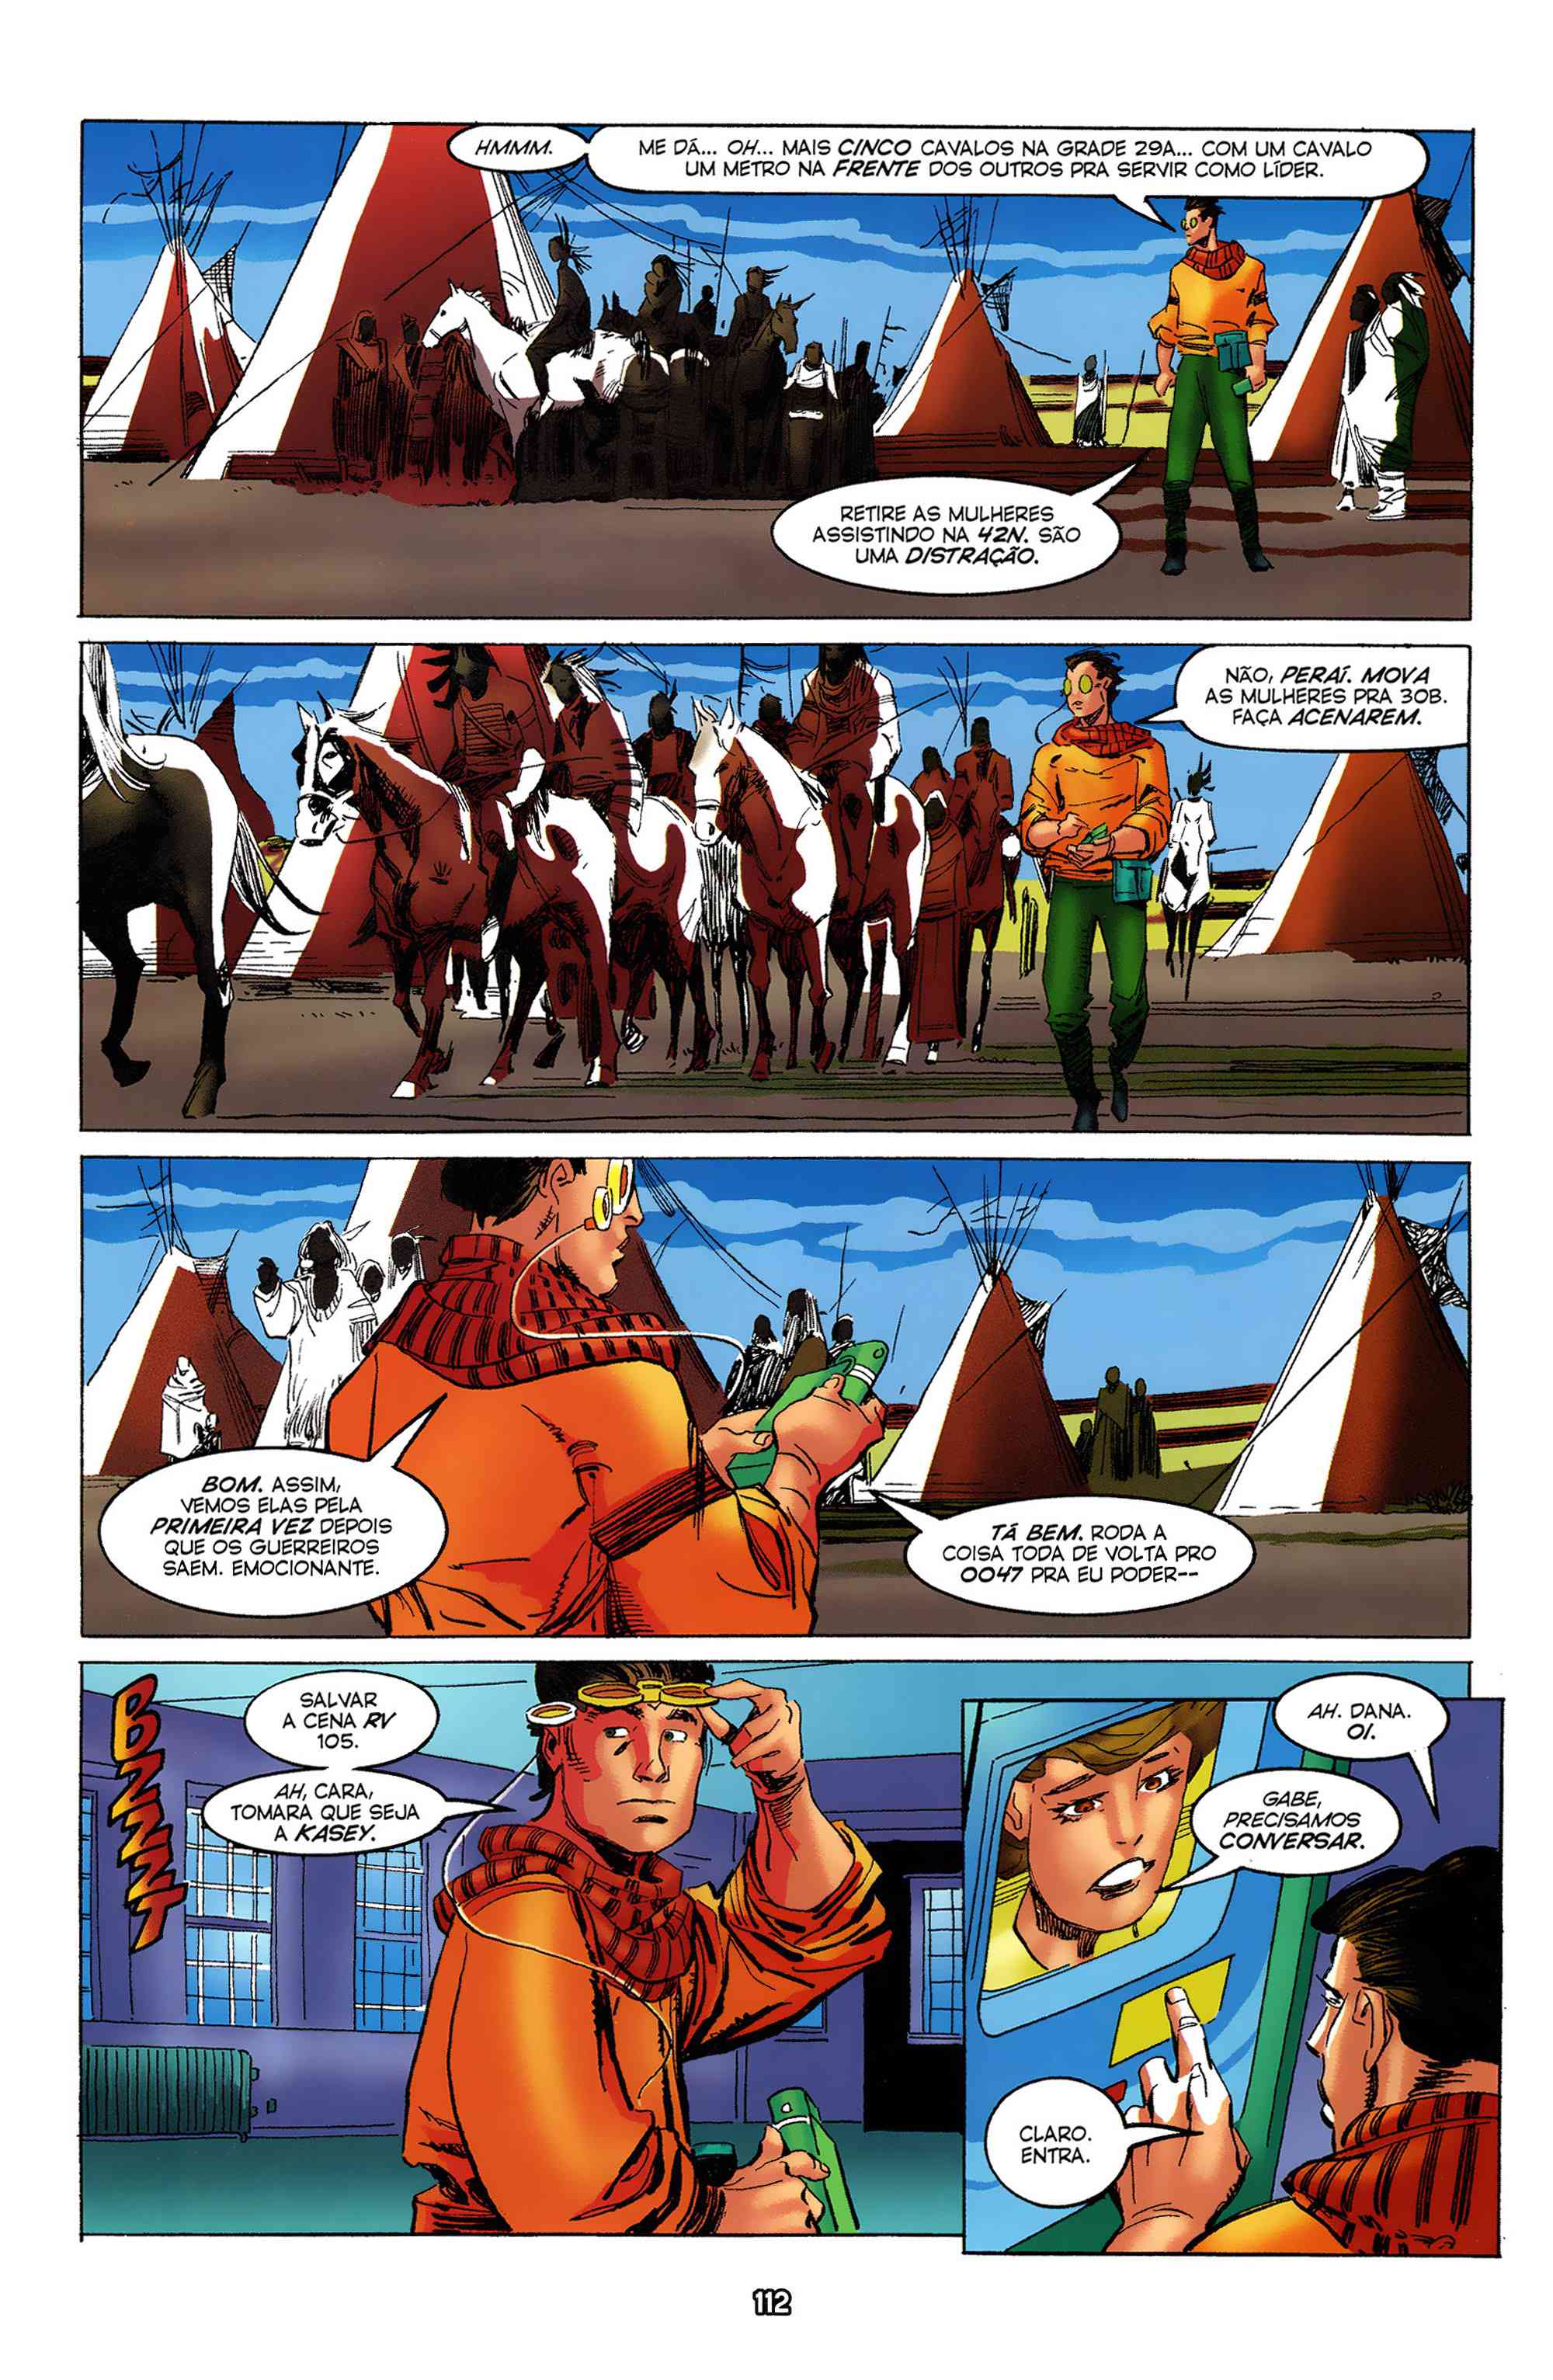 HMMM.
ME DÁ... OH... MAIS CINCO CAVALOS NA GRADE 29A... COM UM CAVALO
UM METRO NA FRENTE DOS OUTROS PRA SERVIR COMO LÍDER.
RETIRE AS MULHERES
ASSISTINDO NA 42N. SÃO
UMA DISTRAÇÃO.
NÃO, PERAÍ. MOVA
AS MULHERES PRA 30B.
FAÇA ACENAREM.
BOM. ASSIM,
VEMOS ELAS PELA
PRIMEIRA VEZ DEPOIS
QUE OS GUERREIROS
SAEM. EMOCIONANTE.
TÁ BEM. RODA A
COISA TODA DE VOLTA PRO
0047 PRA EU PODER--
BZZZT
SALVAR
A CENA RV
105.
AH, CARA,
TOMARA QUE SEJA
A KASEY.
AH. DANA.
OI.
GABE,
PRECISAMOS
CONVERSAR.
CLARO.
ENTRA.
112